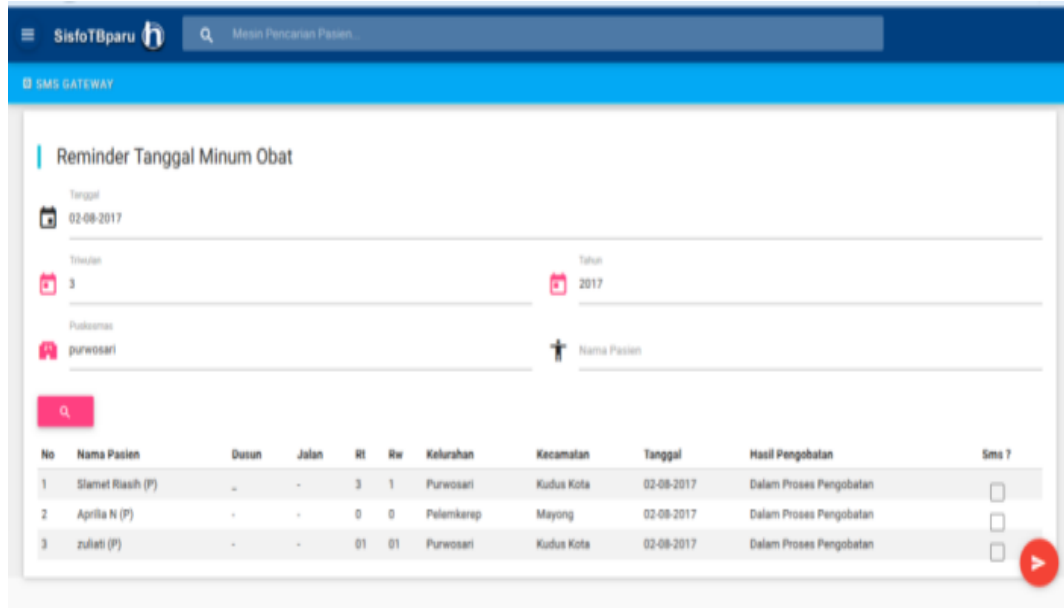 SisfoTBparu
Mesin Pencarian Pasien...
SMS GATEWAY
Reminder Tanggal Minum Obat
Tanggal
02-08-2017
Triwulan Tahun
3 2017
Puskesmas
purwosari Nama Pasien
No Nama Pasien Dusun Jalan Rt Rw Kelurahan Kecamatan Tanggal Hasil Pengobatan Sms ?
1 Slamet Riasih (P) _ - 3 1 Purwosari Kudus Kota 02-08-2017 Dalam Proses Pengobatan
2 Aprilia N (P) - - 0 0 Pelemkerep Mayong 02-08-2017 Dalam Proses Pengobatan
3 zuliati (P) - - 01 01 Purwosari Kudus Kota 02-08-2017 Dalam Proses Pengobatan